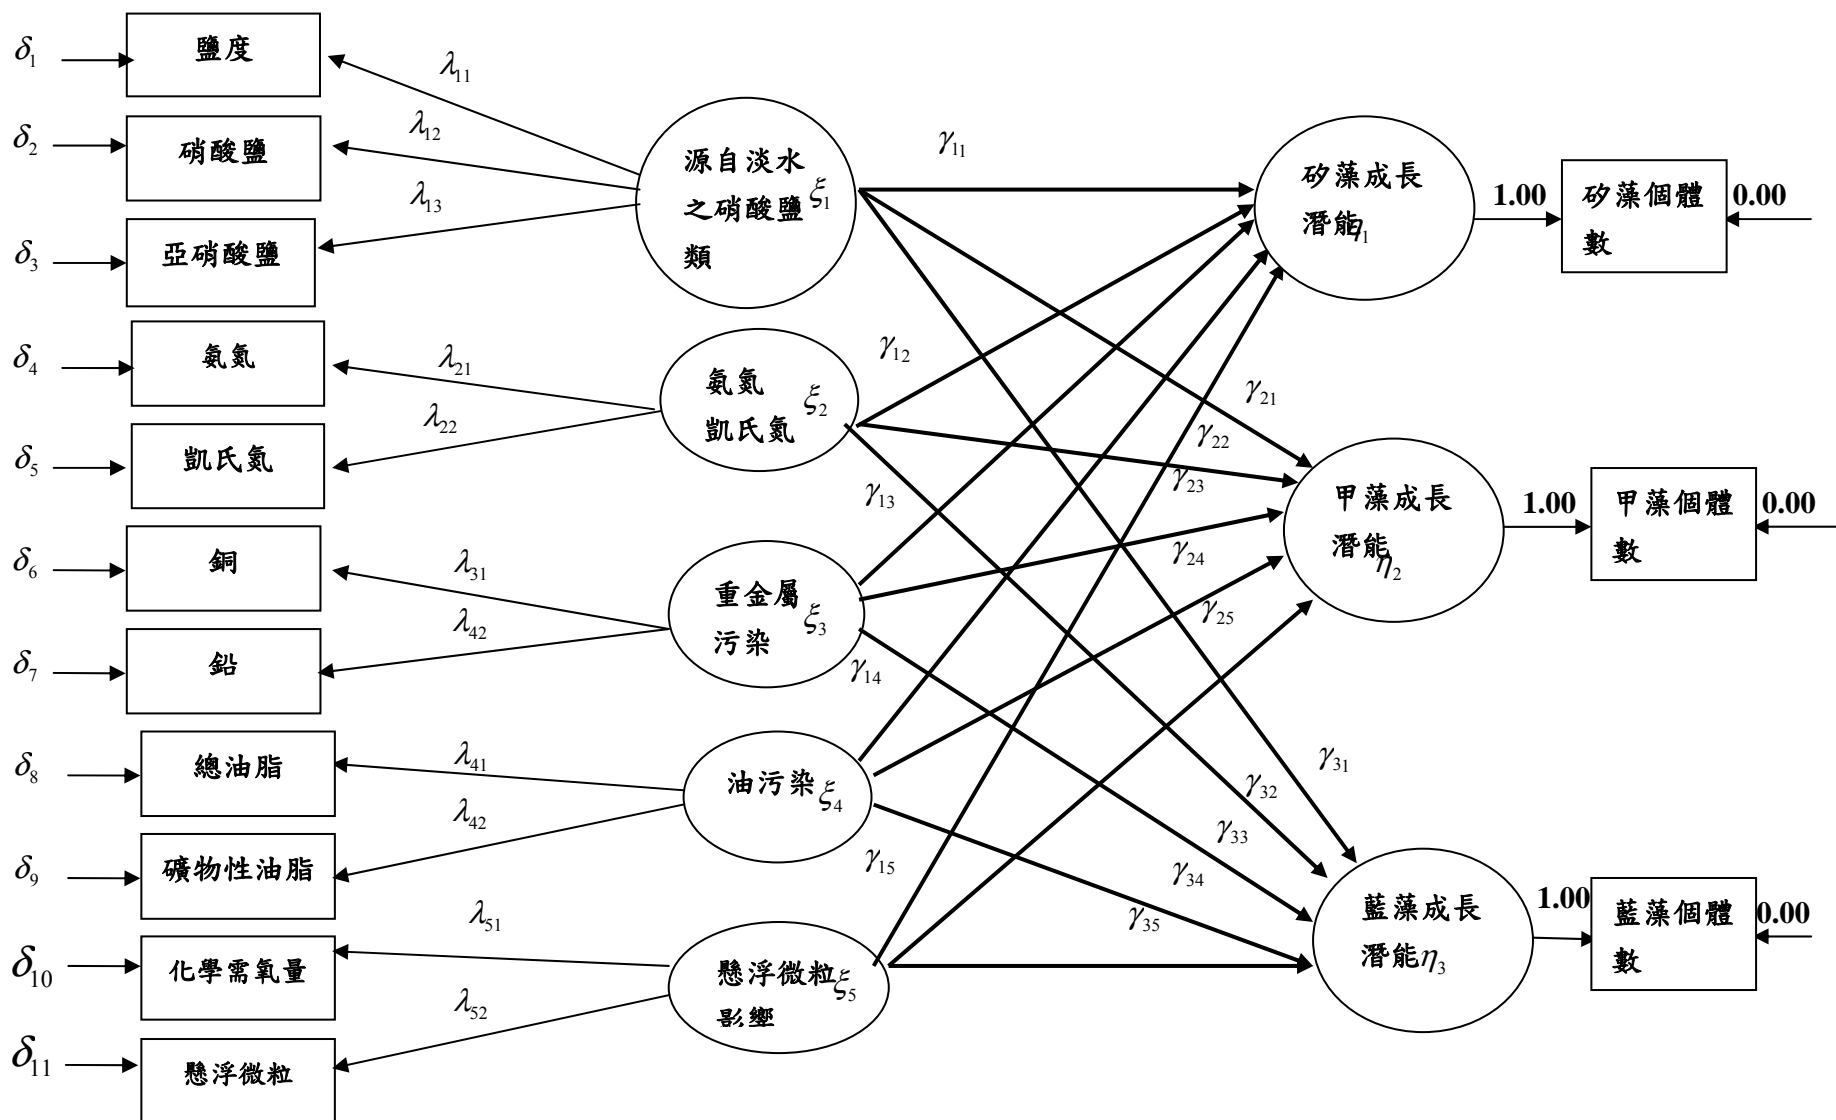 δ₁
鹽度
λ₁₁
δ₂
硝酸鹽
λ₁₂
δ₃
亞硝酸鹽
λ₁₃
δ₄
氨氮
λ₂₁
δ₅
凱氏氮
λ₂₂
δ₆
銅
λ₃₁
δ₇
鉛
λ₄₂
δ₈
總油脂
λ₄₁
δ₉
礦物性油脂
λ₄₂
δ₁₀
化學需氧量
λ₅₁
δ₁₁
懸浮微粒
λ₅₂
源自淡水
之硝酸鹽 ξ₁
類
氨氮 ξ₂
凱氏氮
重金屬 ξ₃
污染
油污染 ξ₄
懸浮微粒 ξ₅
影響
γ₁₁
γ₁₂
γ₁₃
γ₁₄
γ₁₅
γ₂₁
γ₂₂
γ₂₃
γ₂₄
γ₂₅
γ₃₁
γ₃₂
γ₃₃
γ₃₄
γ₃₅
矽藻成長
潛能η₁
1.00
矽藻個體
數
0.00
甲藻成長
潛能η₂
1.00
甲藻個體
數
0.00
藍藻成長
潛能η₃
1.00
藍藻個體
數
0.00